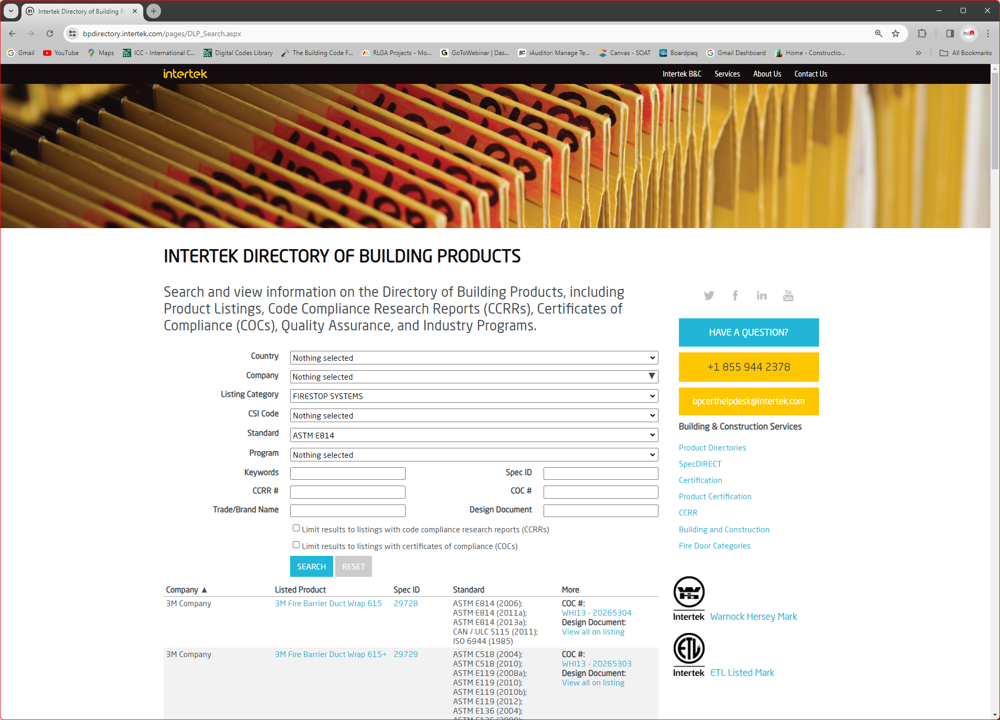 Intertek Directory of Building P
bpdirectory.intertek.com/pages/DLP_Search.aspx
Gmail YouTube Maps ICC - International C... Digital Codes Library The Building Code F... RLGA Projects - Mo... GoToWebinar | Das... iAuditor: Manage Te... Canvas - SOAT Boardpaq Gmail Dashboard Home - Constructio... » All Bookmarks
intertek Intertek B&C Services About Us Contact Us
INTERTEK DIRECTORY OF BUILDING PRODUCTS
Search and view information on the Directory of Building Products, including
Product Listings, Code Compliance Research Reports (CCRRs), Certificates of
Compliance (COCs), Quality Assurance, and Industry Programs.
Country Nothing selected
Company Nothing selected
Listing Category FIRESTOP SYSTEMS
CSI Code Nothing selected
Standard ASTM E814
Program Nothing selected
Keywords Spec ID
CCRR # COC #
Trade/Brand Name Design Document
Limit results to listings with code compliance research reports (CCRRs)
Limit results to listings with certificates of compliance (COCs)
SEARCH RESET
Company ▲ Listed Product Spec ID Standard More
3M Company 3M Fire Barrier Duct Wrap 615 29728 ASTM E814 (2006); COC #:
ASTM E814 (2011a); WHI13 - 20265304
ASTM E814 (2013a); Design Document:
CAN / ULC S115 (2011); View all on listing
ISO 6944 (1985)
3M Company 3M Fire Barrier Duct Wrap 615+ 29729 ASTM C518 (2004); COC #:
ASTM C518 (2010); WHI13 - 20265303
ASTM E119 (2008a); Design Document:
ASTM E119 (2010); View all on listing
ASTM E119 (2010b);
ASTM E119 (2012);
ASTM E136 (2004);
You
Tube
HAVE A QUESTION?
+1 855 944 2378
bpcerthelpdesk@intertek.com
Building & Construction Services
Product Directories
SpecDIRECT
Certification
Product Certification
CCRR
Building and Construction
Fire Door Categories
Intertek Warnock Hersey Mark
ETL
Intertek ETL Listed Mark